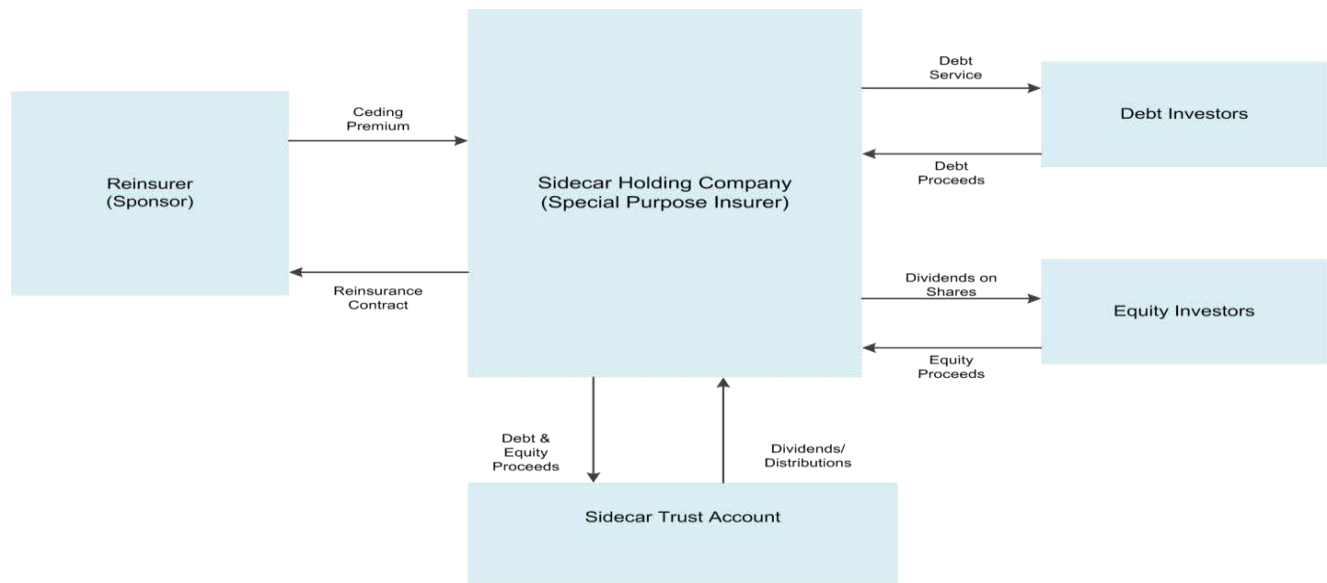 Reinsurer
(Sponsor)
Ceding
Premium
Reinsurance
Contract
Sidecar Holding Company
(Special Purpose Insurer)
Debt
Service
Debt
Proceeds
Debt Investors
Dividends on
Shares
Equity
Proceeds
Equity Investors
Debt &
Equity
Proceeds
Dividends/
Distributions
Sidecar Trust Account